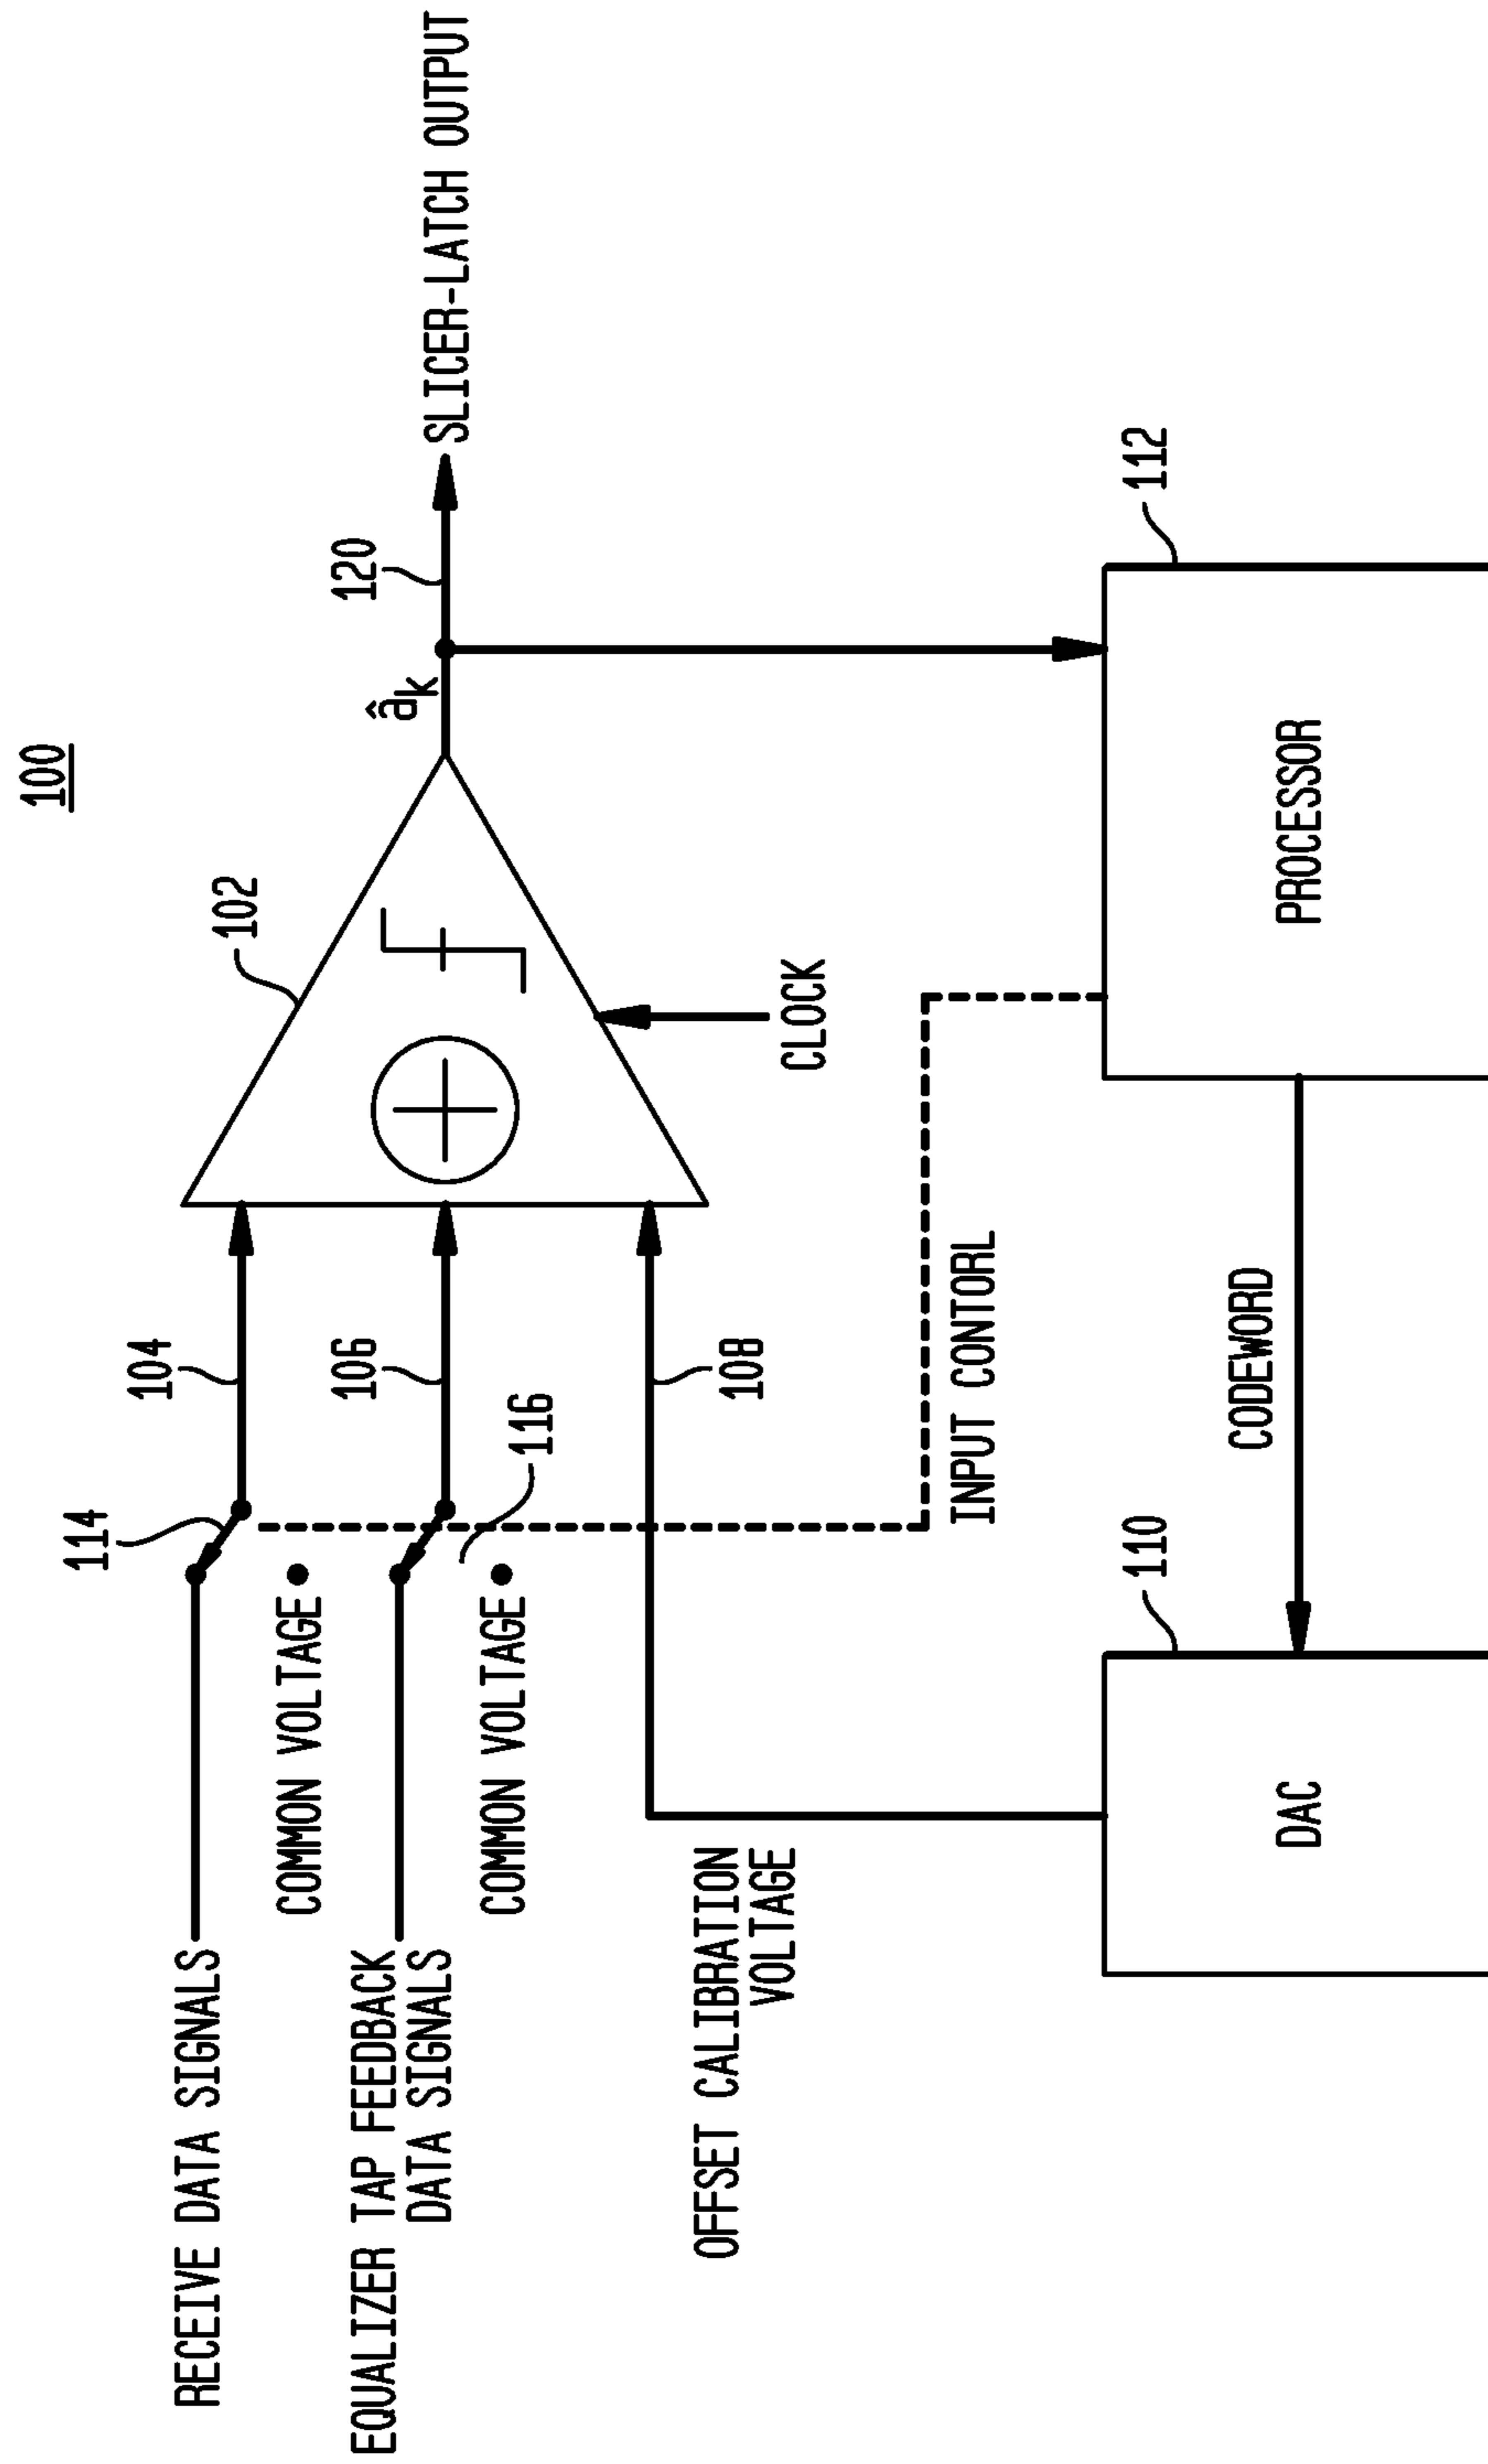 100
102
âk
120
SLICER-LATCH OUTPUT
114
104
RECEIVE DATA SIGNALS
COMMON VOLTAGE
106
EQUALIZER TAP FEEDBACK
DATA SIGNALS
116
COMMON VOLTAGE
108
OFFSET CALIBRATION
VOLTAGE
CLOCK
INPUT CONTORL
110
DAC
CODEWORD
112
PROCESSOR